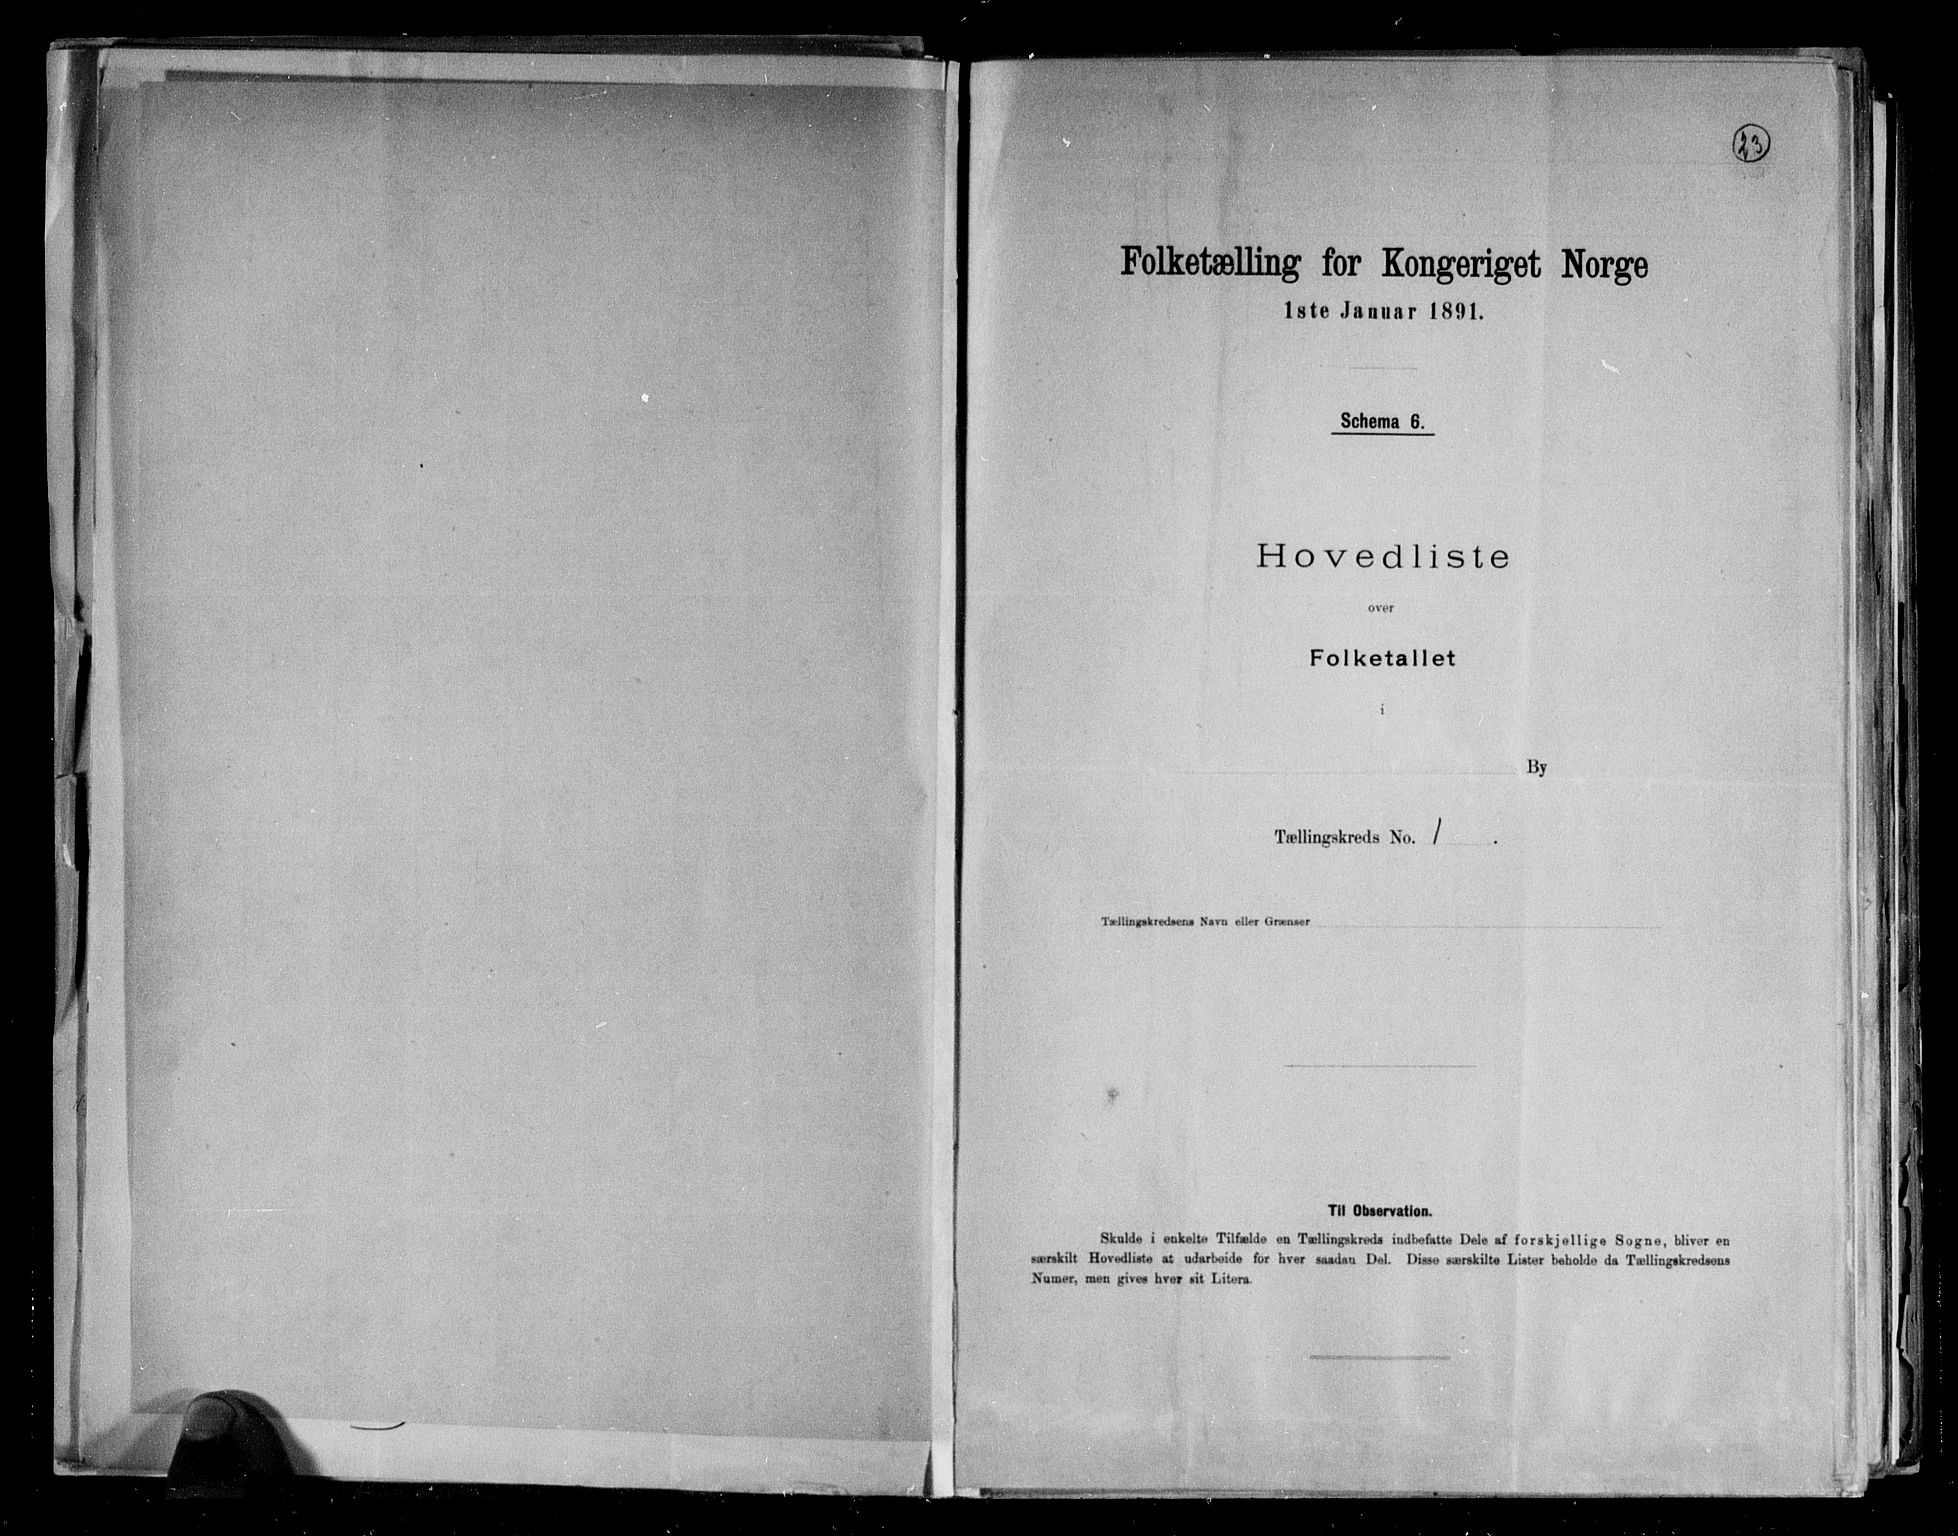 23
Folketælling for Kongeriget Norge
1ste Januar 1891.
Schema 6.
Hovedliste
over
Folketallet
i
By
Tællingskreds No. 1 .
Tællingskredsens Navn eller Grænser
Til Observation.
Skulde i enkelte Tilfælde en Tællingskreds indbefatte Dele af forskjellige Sogne, bliver en
særskilt Hovedliste at udarbeide for hver saadan Del. Disse særskilte Lister beholde da Tællingskredsens
Numer, men gives hver sit Litera.